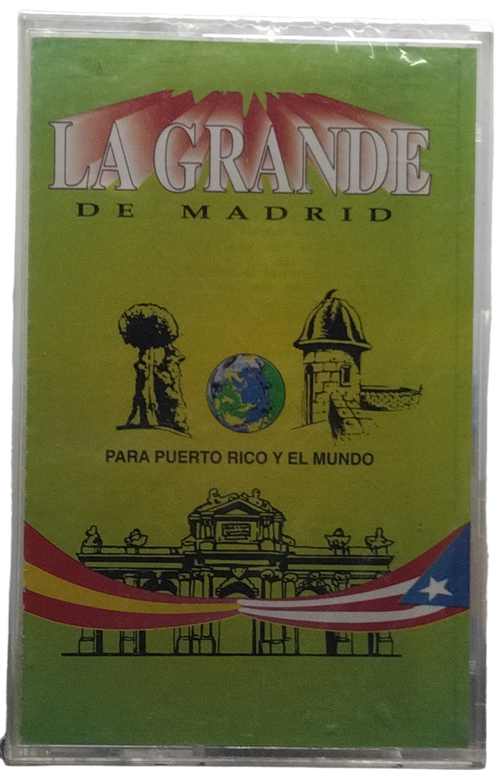 LA GRANDE
DE MADRID
PARA PUERTO RICO Y EL MUNDO